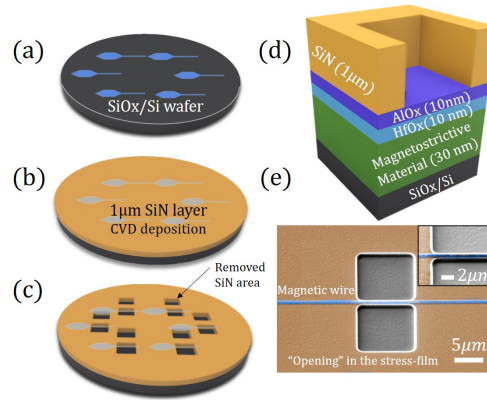 (a)
SiOx/Si wafer
(b)
1μm SiN layer
CVD deposition
(c)
Removed
SiN area
(d)
SiN (1μm)
AlOx (10nm)
HfOx(10 nm)
Magnetostrictive
Material (30 nm)
SiOx/Si
(e)
Magnetic wire
2μm
"Opening" in the stress-film
5μm